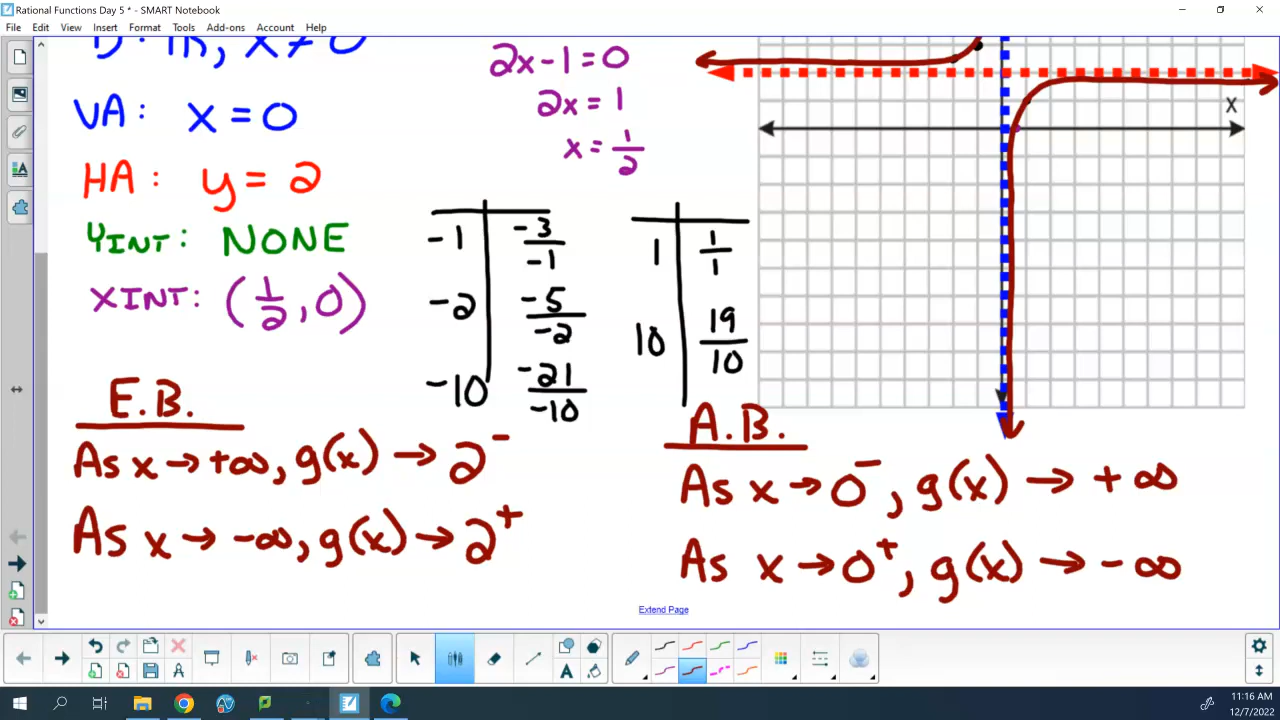 Rational Functions Day 5 * - SMART Notebook
File Edit View Insert Format Tools Add-ons Account Help
D: ℝ, x ≠ 0
VA: x = 0
HA: y = 2
YINT: NONE
XINT: (1/2, 0)
2x-1=0
2x=1
x=1/2
-1 | -3/-1
-2 | -5/-2
-10 | -21/-10
1 | 1/1
10 | 19/10
x
E.B.
As x → +∞, g(x) → 2⁻
As x → -∞, g(x) → 2⁺
A.B.
As x → 0⁻, g(x) → +∞
As x → 0⁺, g(x) → -∞
Extend Page
11:16 AM
12/7/2022